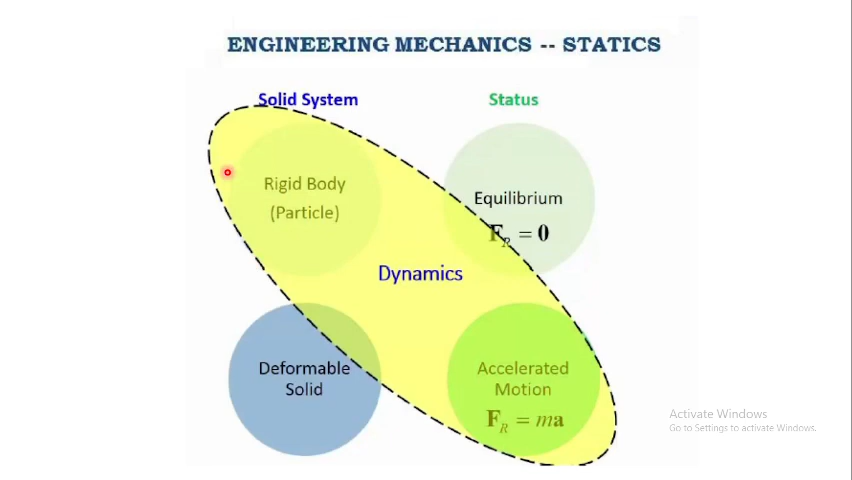 ENGINEERING MECHANICS -- STATICS
Solid System
Status
Rigid Body
(Particle)
Equilibrium
F_R = 0
Dynamics
Deformable
Solid
Accelerated
Motion
F_R = ma
Activate Windows
Go to Settings to activate Windows.